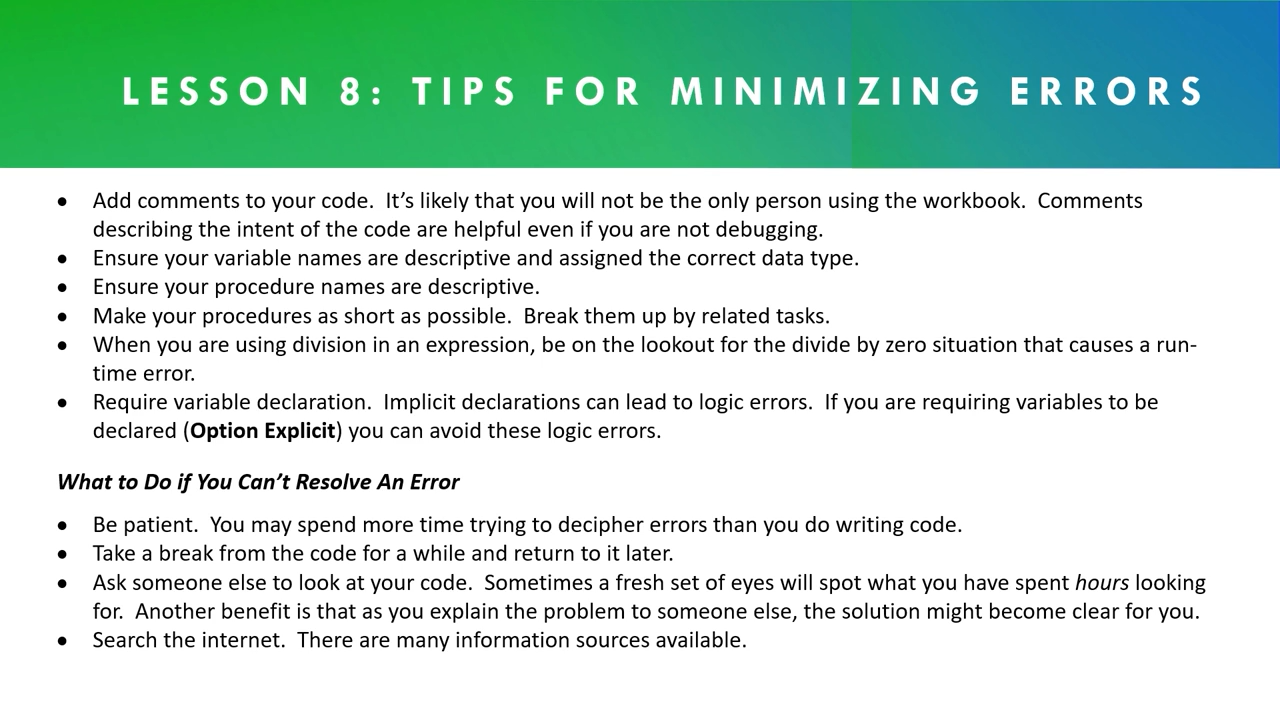 LESSON 8: TIPS FOR MINIMIZING ERRORS
• Add comments to your code.  It’s likely that you will not be the only person using the workbook.  Comments
describing the intent of the code are helpful even if you are not debugging.
• Ensure your variable names are descriptive and assigned the correct data type.
• Ensure your procedure names are descriptive.
• Make your procedures as short as possible.  Break them up by related tasks.
• When you are using division in an expression, be on the lookout for the divide by zero situation that causes a run-
time error.
• Require variable declaration.  Implicit declarations can lead to logic errors.  If you are requiring variables to be
declared (Option Explicit) you can avoid these logic errors.
What to Do if You Can’t Resolve An Error
• Be patient.  You may spend more time trying to decipher errors than you do writing code.
• Take a break from the code for a while and return to it later.
• Ask someone else to look at your code.  Sometimes a fresh set of eyes will spot what you have spent hours looking
for.  Another benefit is that as you explain the problem to someone else, the solution might become clear for you.
• Search the internet.  There are many information sources available.